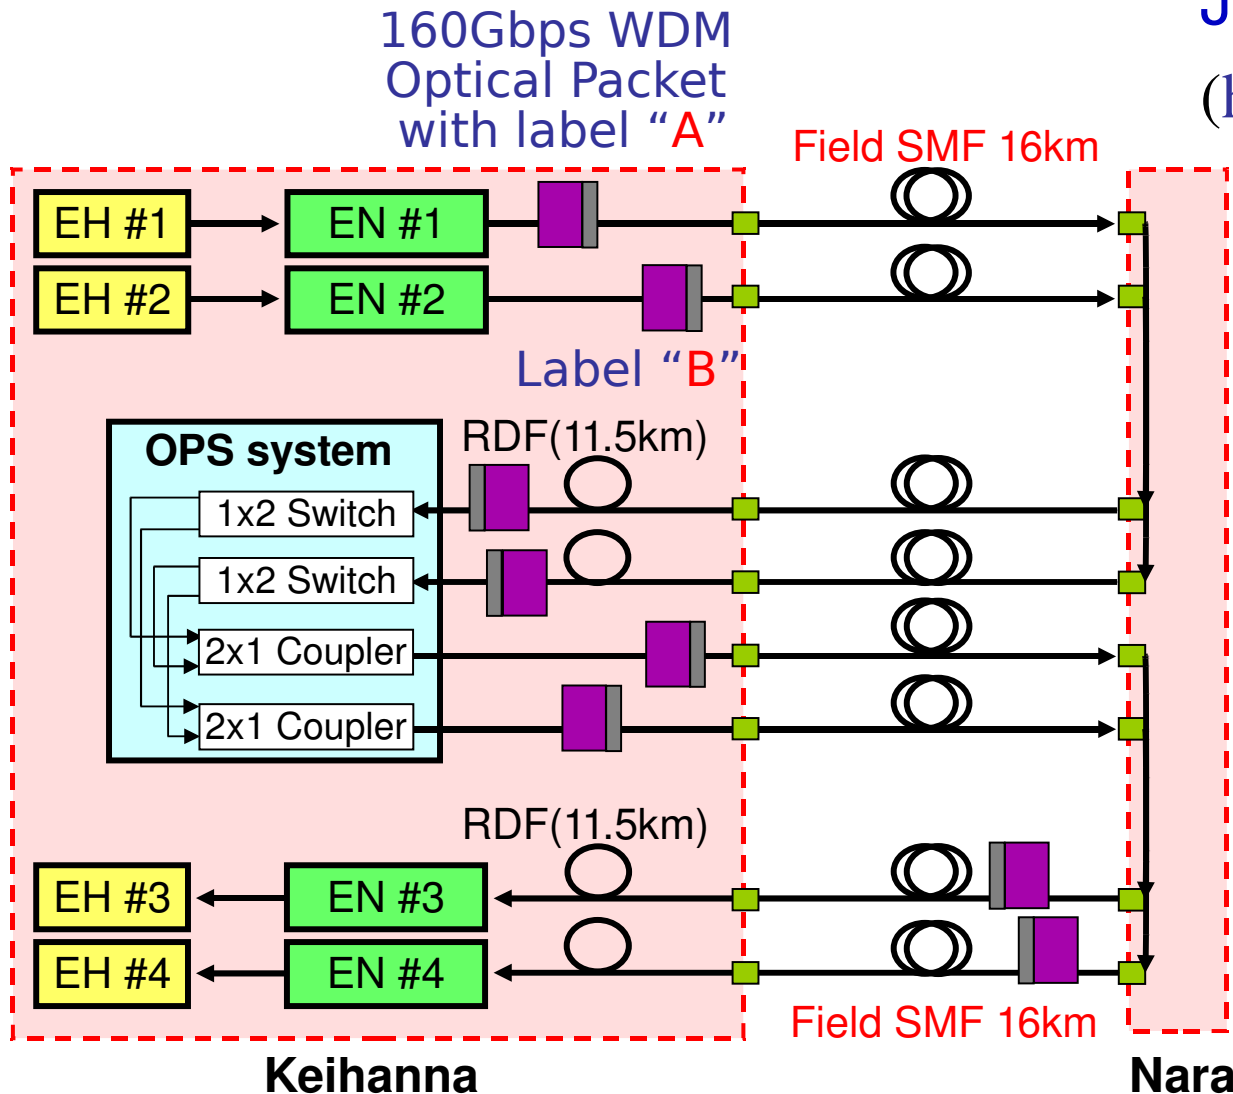 160Gbps WDM
Optical Packet
with label “A”
J
(
Field SMF 16km
EH #1
EN #1
EH #2
EN #2
Label “B”
OPS system
RDF(11.5km)
1x2 Switch
1x2 Switch
2x1 Coupler
2x1 Coupler
RDF(11.5km)
EH #3
EN #3
EH #4
EN #4
Field SMF 16km
Keihanna
Nara